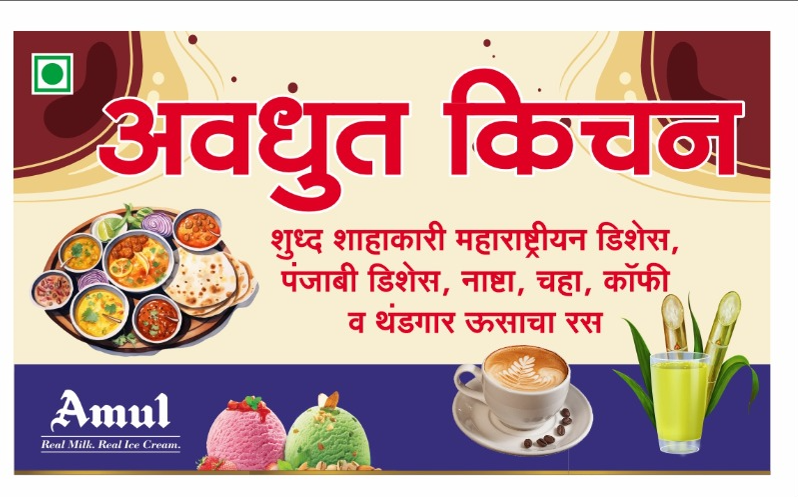 अवधुत किचन
शुध्द शाहाकारी महाराष्ट्रीयन डिशेस,
पंजाबी डिशेस, नाष्टा, चहा, कॉफी
व थंडगार ऊसाचा रस
Amul
Real Milk. Real Ice Cream.